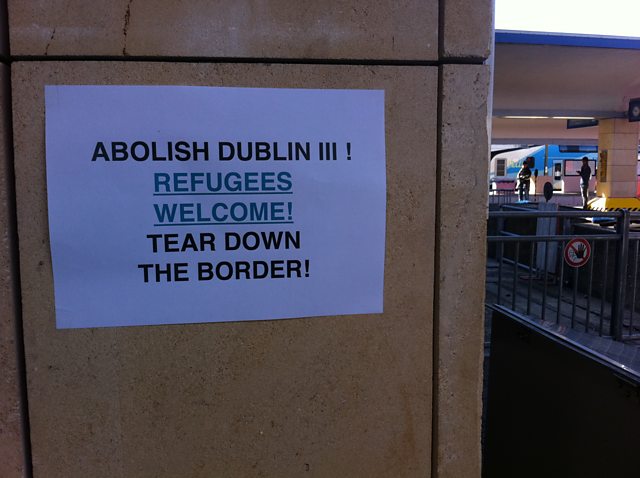 ABOLISH DUBLIN III !
REFUGEES
WELCOME!
TEAR DOWN
THE BORDER!